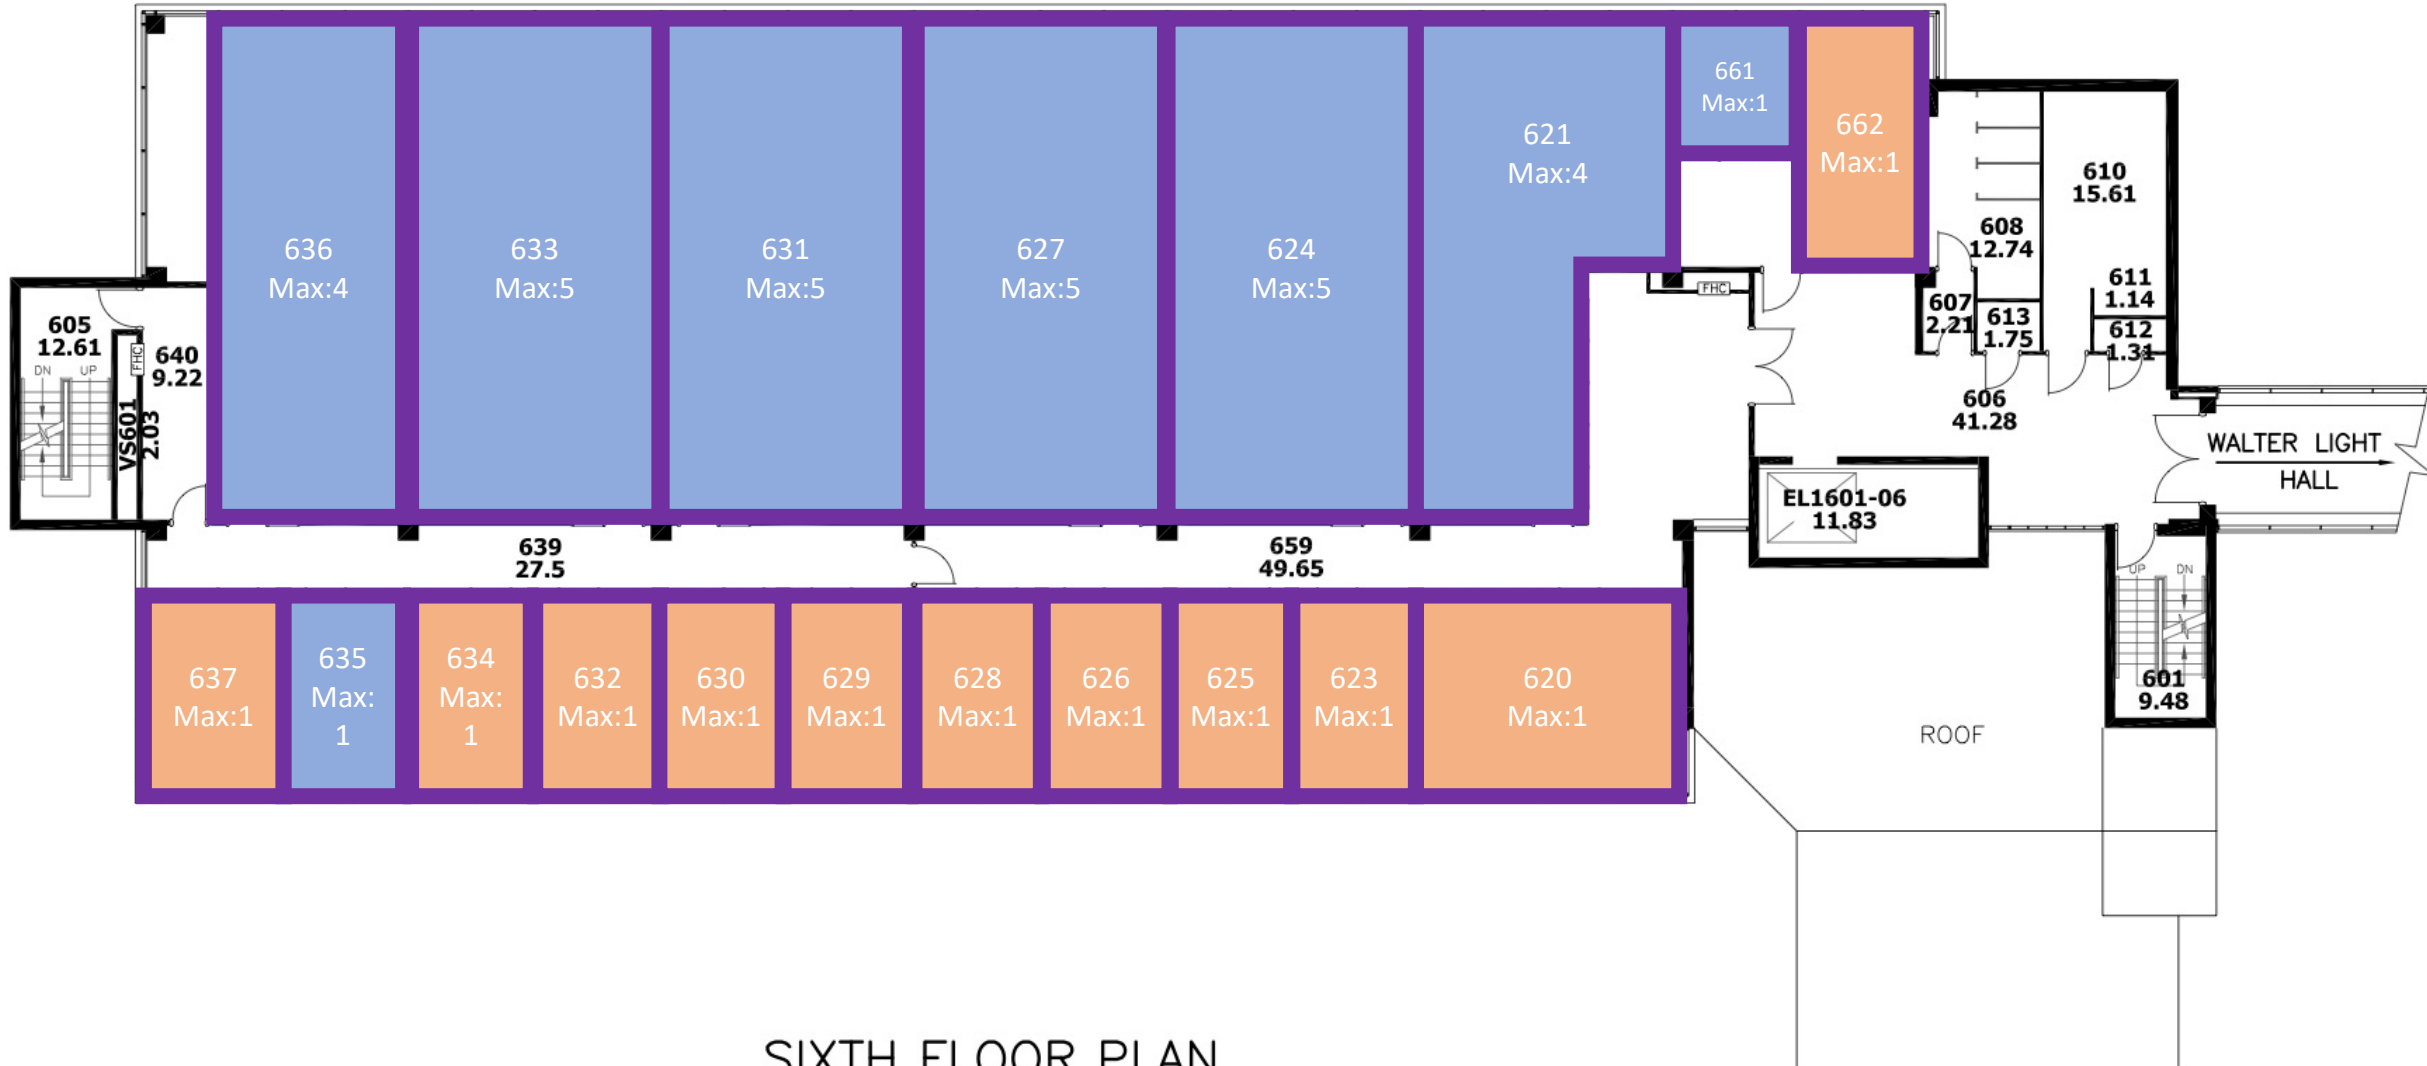 636
Max:4
633
Max:5
631
Max:5
627
Max:5
624
Max:5
621
Max:4
661
Max:1
662
Max:1
610
15.61
608
12.74
611
1.14
607
2.21
613
1.75
612
1.31
606
41.28
FHC
605
12.61
DN
UP
FHC
640
9.22
VS601
2.03
WALTER LIGHT
HALL
EL1601-06
11.83
639
27.5
659
49.65
637
Max:1
635
Max:
1
634
Max:
1
632
Max:1
630
Max:1
629
Max:1
628
Max:1
626
Max:1
625
Max:1
623
Max:1
620
Max:1
UP
DN
601
9.48
ROOF
SIXTH FLOOR PLAN